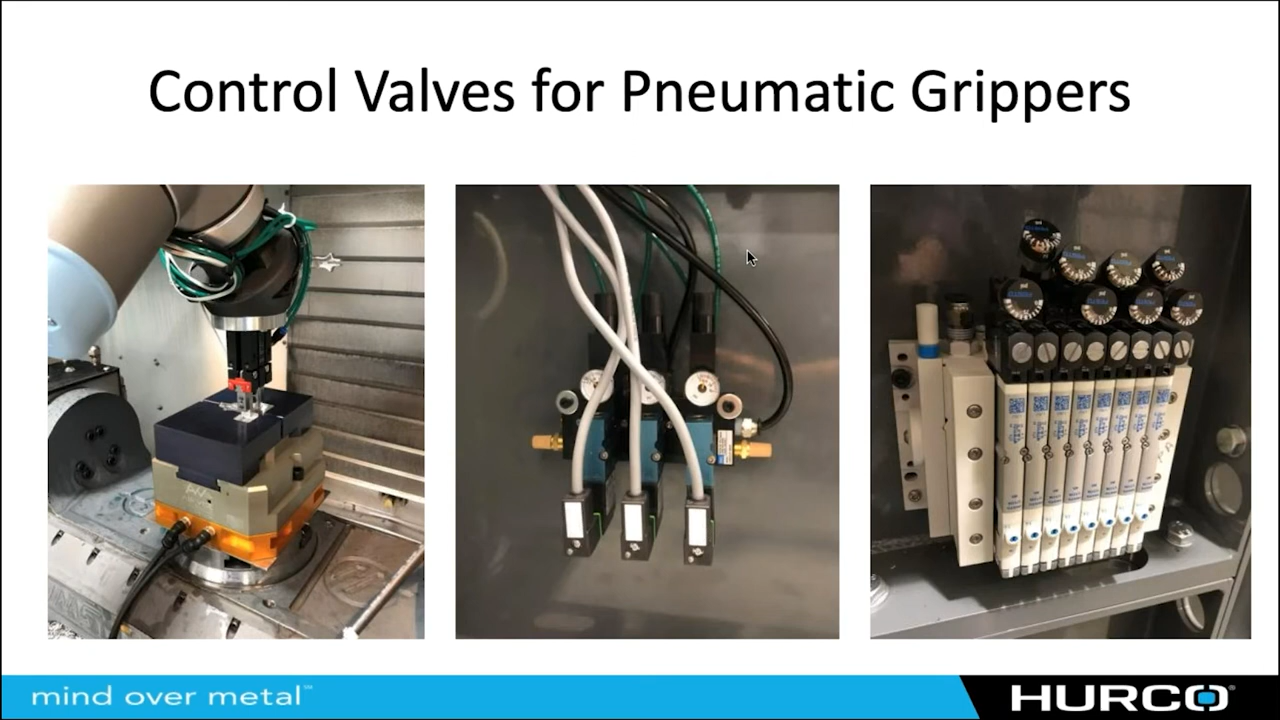 Control Valves for Pneumatic Grippers
mind over metal™
HURCO®